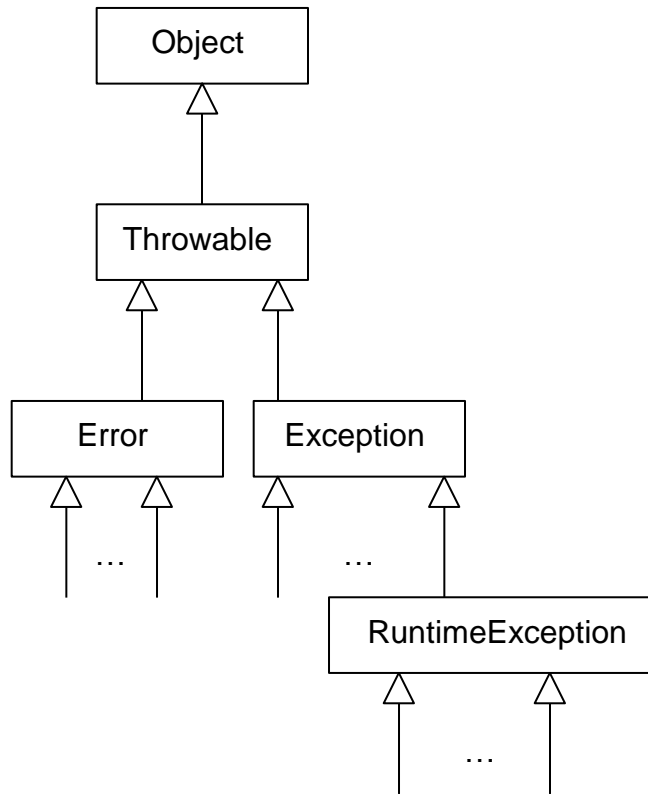 Object
Throwable
Error
Exception
...
...
RuntimeException
...